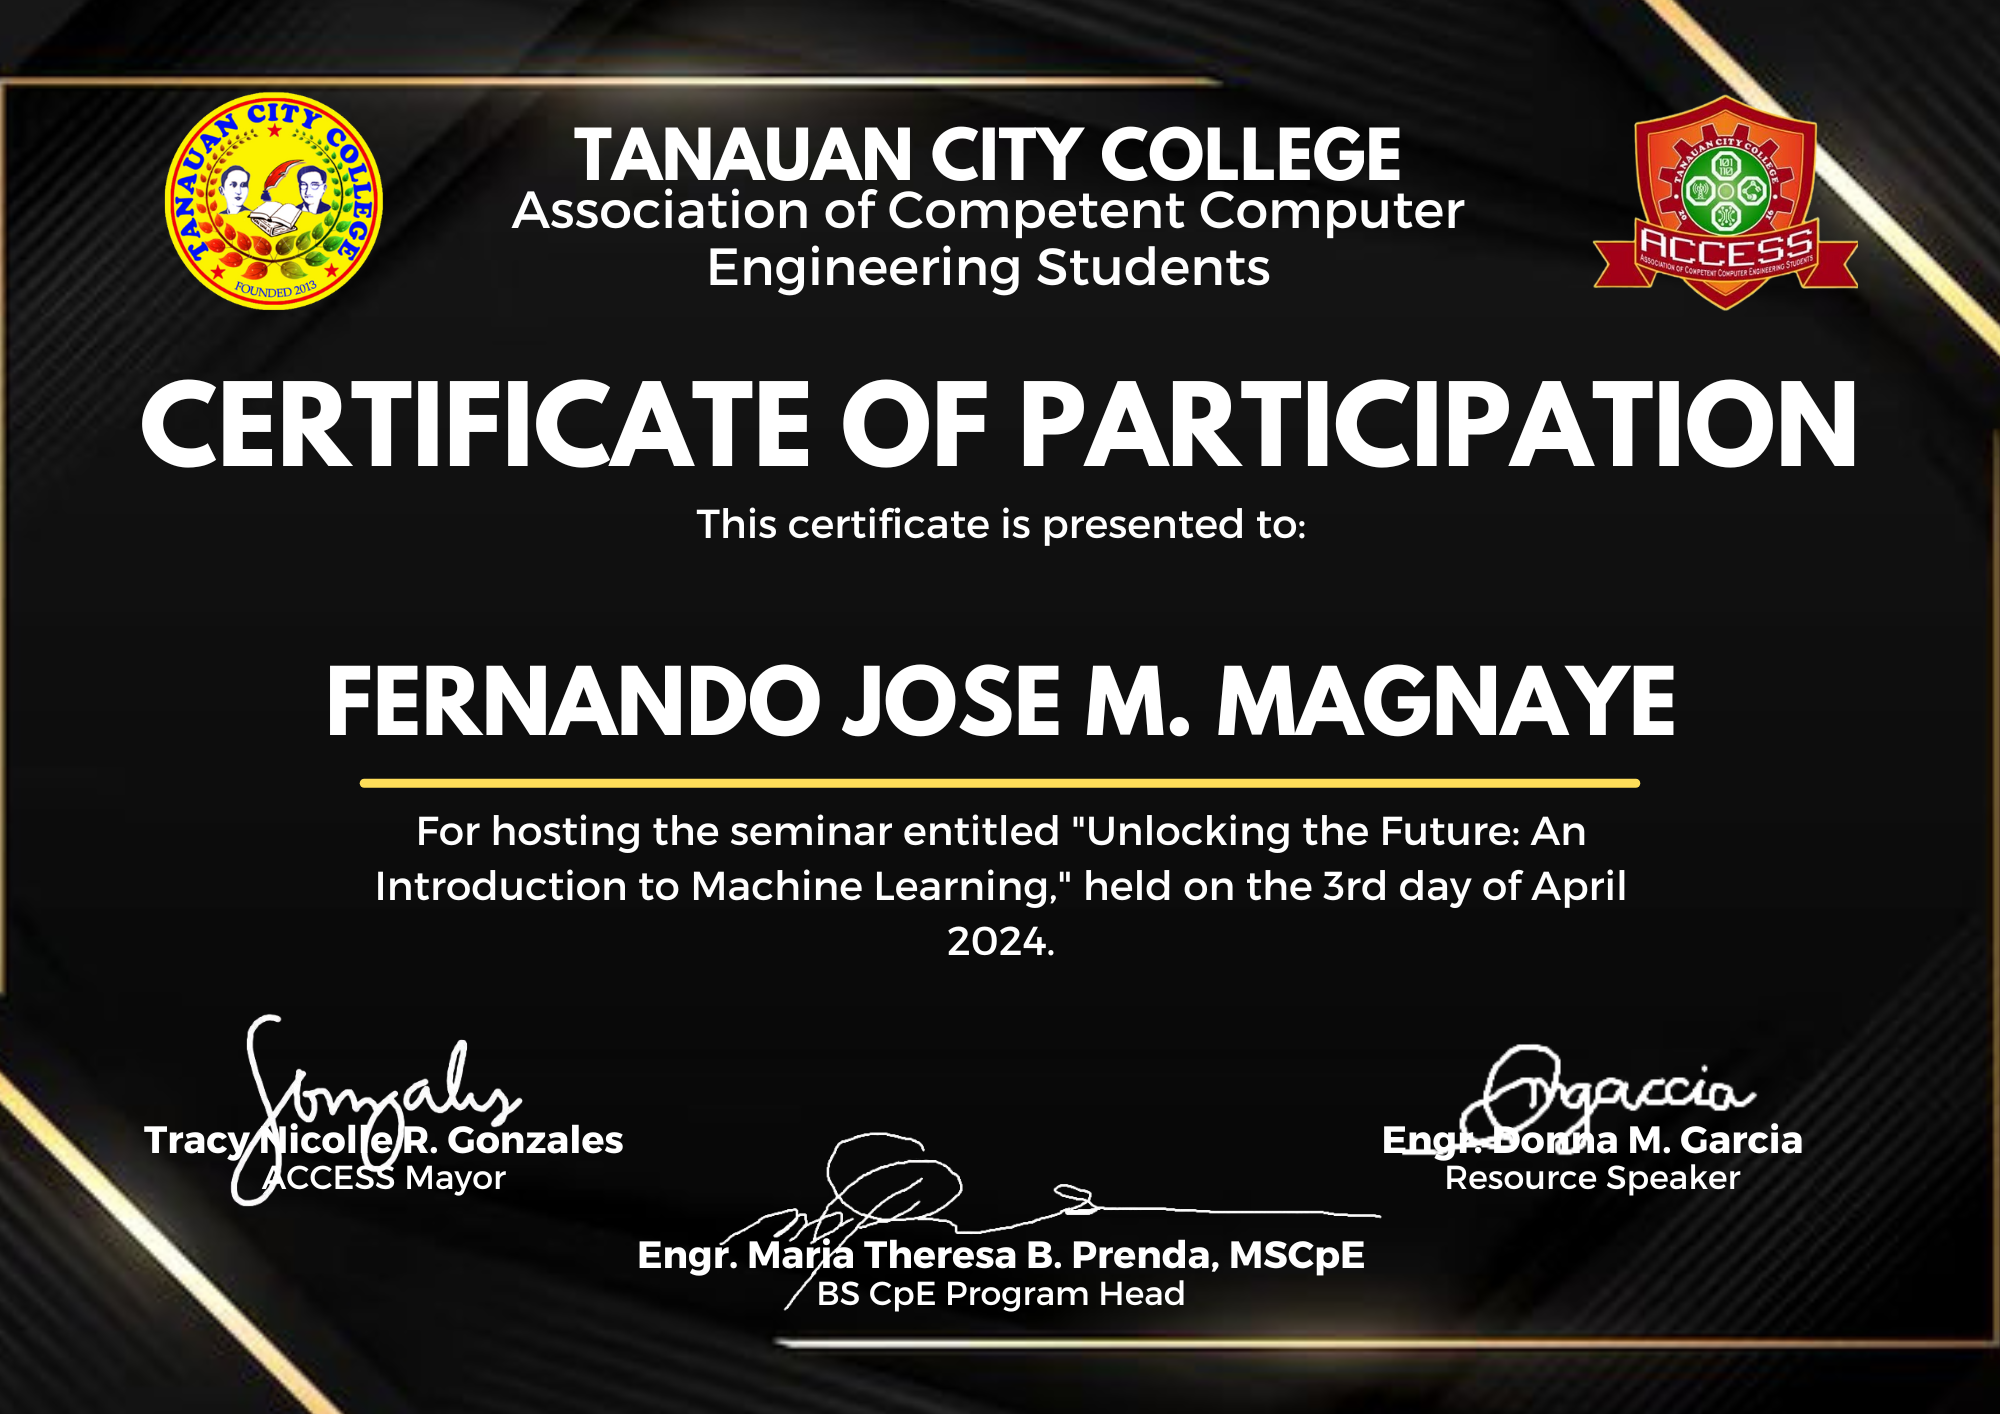 TANAUAN CITY COLLEGE
FOUNDED 2013
TANAUAN CITY COLLEGE
Association of Competent Computer
Engineering Students
TANAUAN CITY COLLEGE
20 16
101
110
ACCESS
ASSOCIATION OF COMPETENT COMPUTER ENGINEERING STUDENTS
CERTIFICATE OF PARTICIPATION
This certificate is presented to:
FERNANDO JOSE M. MAGNAYE
For hosting the seminar entitled "Unlocking the Future: An
Introduction to Machine Learning," held on the 3rd day of April
2024.
Gonzales
Tracy Nicolle R. Gonzales
ACCESS Mayor
Engr. Donna M. Garcia
Resource Speaker
Engr. Maria Theresa B. Prenda, MSCpE
BS CpE Program Head